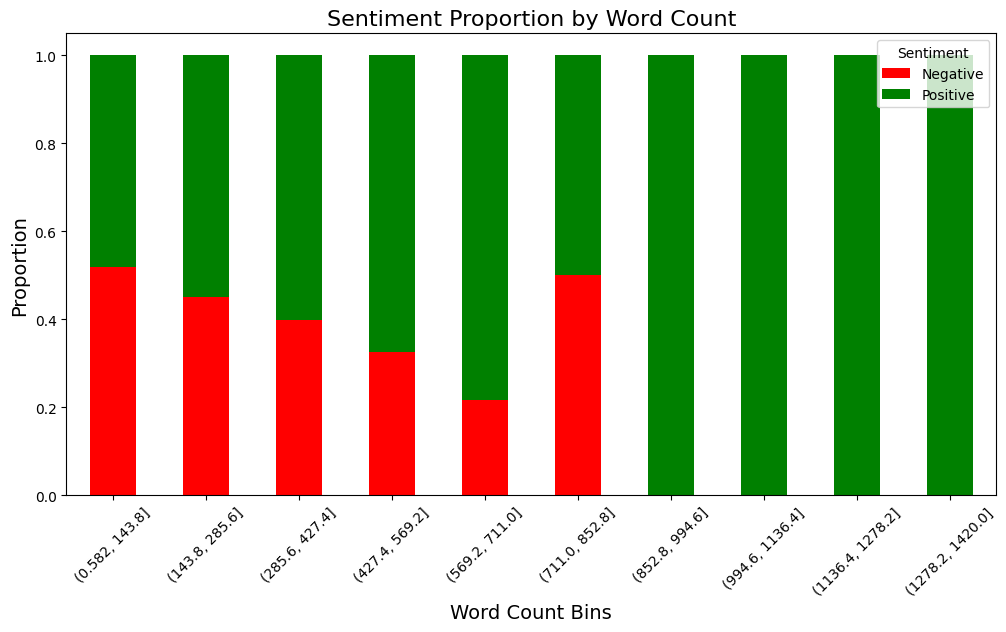 Sentiment Proportion by Word Count
Sentiment
Negative
Positive
Proportion
1.0
0.8
0.6
0.4
0.2
0.0
(0.582, 143.8]
(143.8, 285.6]
(285.6, 427.4]
(427.4, 569.2]
(569.2, 711.0]
(711.0, 852.8]
(852.8, 994.6]
(994.6, 1136.4]
(1136.4, 1278.2]
(1278.2, 1420.0]
Word Count Bins